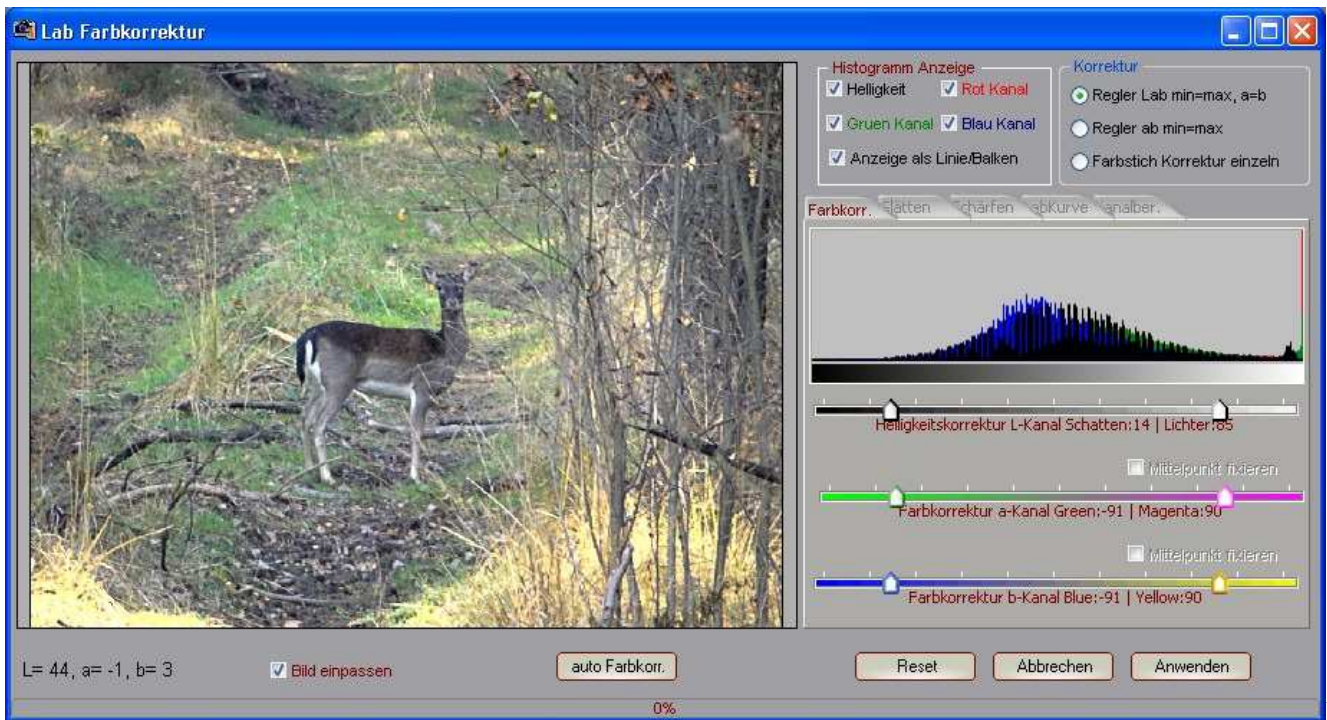 Lab Farbkorrektur
Histogramm Anzeige
Helligkeit Rot Kanal
Gruen Kanal Blau Kanal
Anzeige als Linie/Balken
Korrektur
Regler Lab min=max, a=b
Regler ab min=max
Farbstich Korrektur einzeln
Farbkorr.
Helligkeitskorrektur L-Kanal Schatten:14 | Lichter:85
Mittelpunkt fixieren
Farbkorrektur a-Kanal Green:-91 | Magenta:90
Mittelpunkt fixieren
Farbkorrektur b-Kanal Blue:-91 | Yellow:90
L= 44, a= -1, b= 3
Bild einpassen
auto Farbkorr.
Reset
Abbrechen
Anwenden
0%